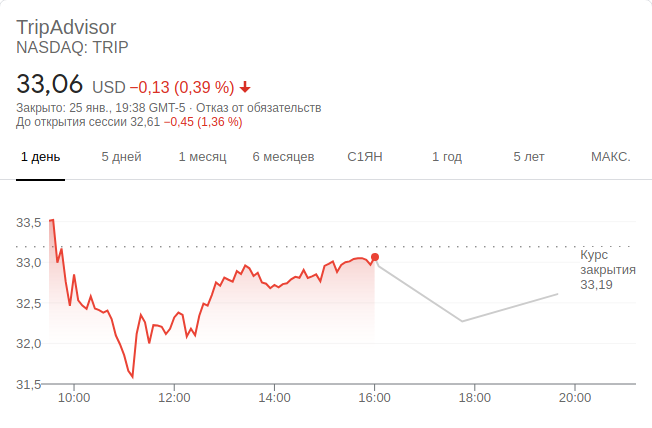 TripAdvisor
NASDAQ: TRIP
33,06 USD −0,13 (0,39 %)
Закрыто: 25 янв., 19:38 GMT-5 · Отказ от обязательств
До открытия сессии 32,61 −0,45 (1,36 %)
1 день 5 дней 1 месяц 6 месяцев С1ЯН 1 год 5 лет МАКС.
33,5
33,0
32,5
32,0
31,5
Курс
закрытия
33,19
10:00 12:00 14:00 16:00 18:00 20:00